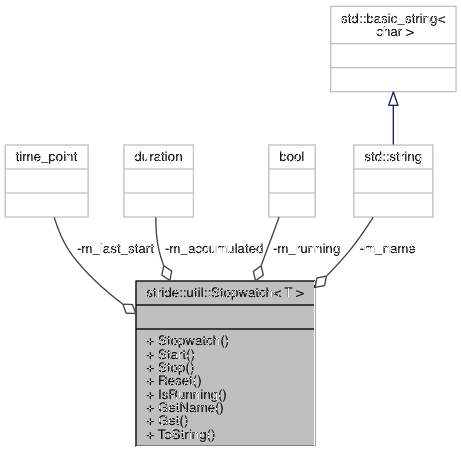 std::basic_string<
char >
time_point
duration
bool
std::string
-m_last_start
-m_accumulated
-m_running
-m_name
stride::util::Stopwatch< T >
+ Stopwatch()
+ Start()
+ Stop()
+ Reset()
+ IsRunning()
+ GetName()
+ Get()
+ ToString()